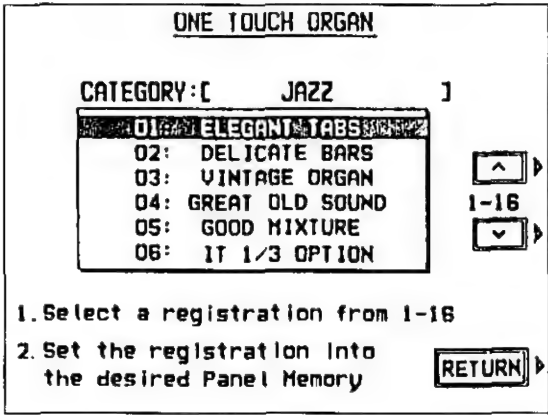 ONE TOUCH ORGAN
CATEGORY:[ JAZZ ]
01: ELEGANT TABS
02: DELICATE BARS
03: VINTAGE ORGAN
04: GREAT OLD SOUND
05: GOOD MIXTURE
06: IT 1/3 OPTION
^
1-16
v
1. Select a registration from 1-16
2. Set the registration into
the desired Panel Memory
RETURN